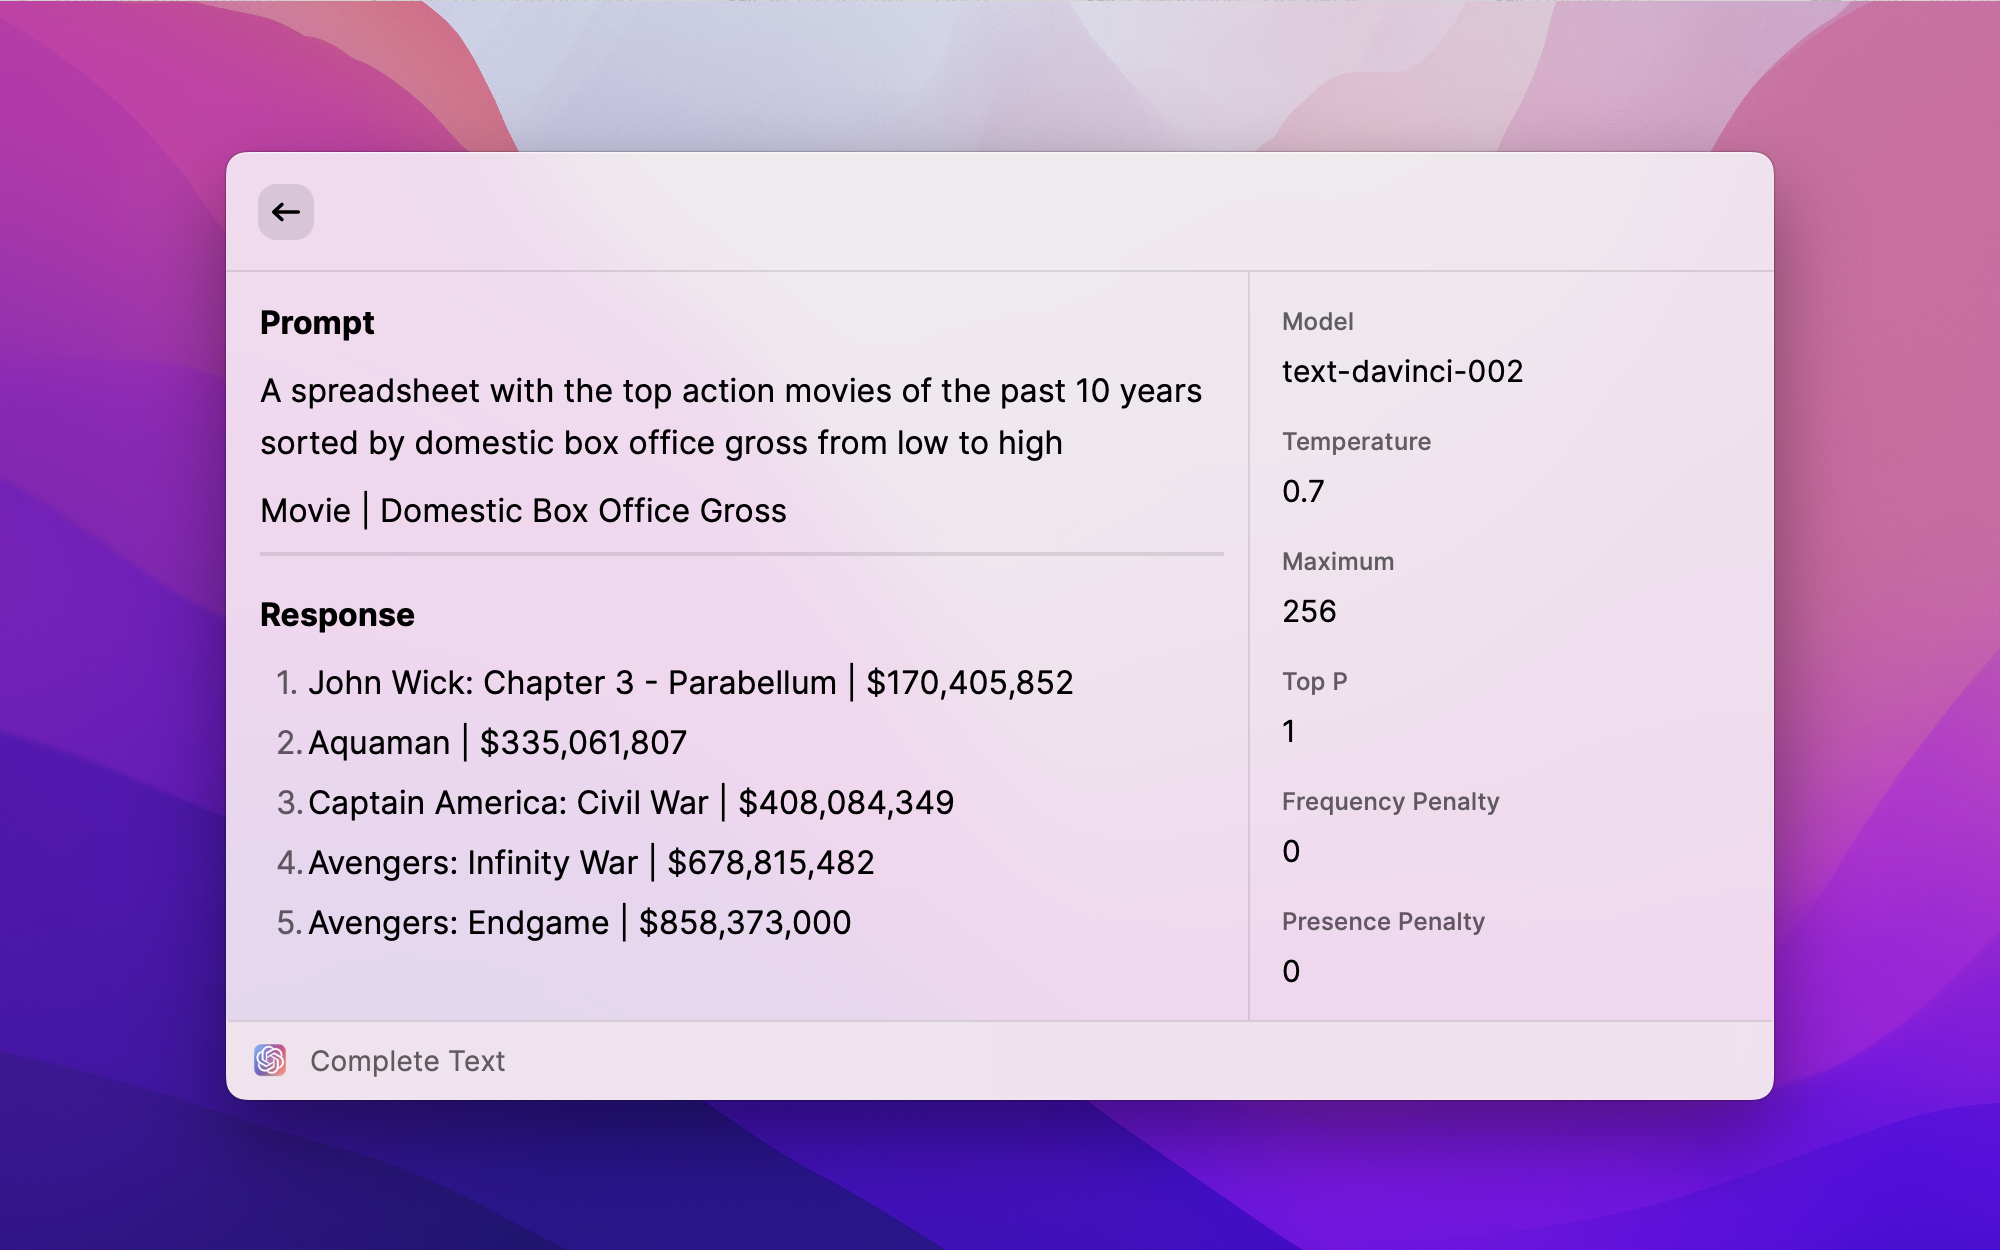 Prompt
A spreadsheet with the top action movies of the past 10 years
sorted by domestic box office gross from low to high
Movie | Domestic Box Office Gross
Response
1. John Wick: Chapter 3 - Parabellum | $170,405,852
2. Aquaman | $335,061,807
3. Captain America: Civil War | $408,084,349
4. Avengers: Infinity War | $678,815,482
5. Avengers: Endgame | $858,373,000
Model
text-davinci-002
Temperature
0.7
Maximum
256
Top P
1
Frequency Penalty
0
Presence Penalty
0
Complete Text